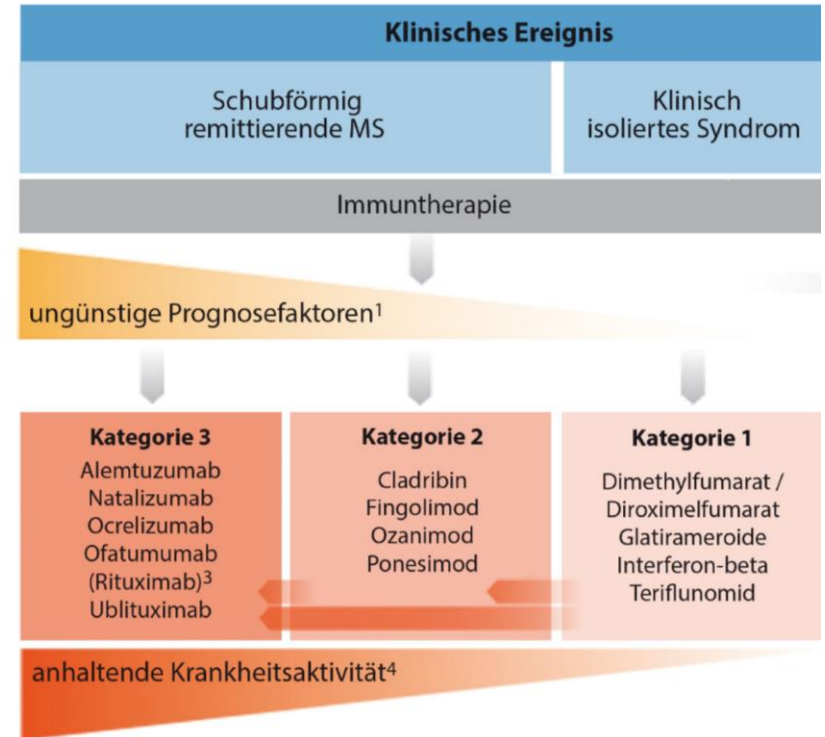 Klinisches Ereignis
Schubförmig
remittierende MS
Klinisch
isoliertes Syndrom
Immuntherapie
ungünstige Prognosefaktoren¹
Kategorie 3
Alemtuzumab
Natalizumab
Ocrelizumab
Ofatumumab
(Rituximab)³
Ublituximab
Kategorie 2
Cladribin
Fingolimod
Ozanimod
Ponesimod
Kategorie 1
Dimethylfumarat /
Diroximelfumarat
Glatirameroide
Interferon-beta
Teriflunomid
anhaltende Krankheitsaktivität⁴